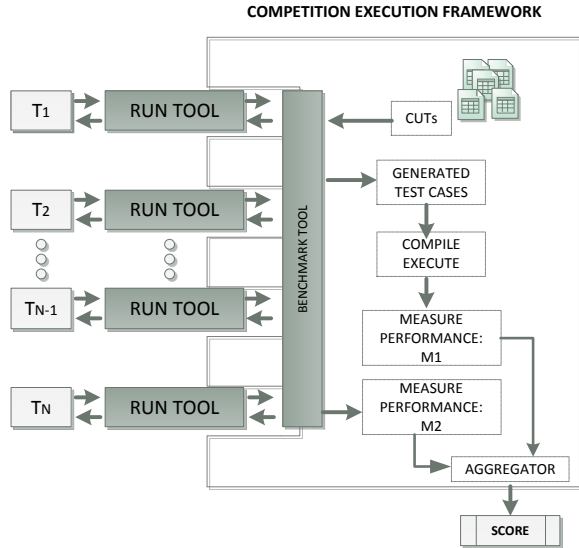 COMPETITION EXECUTION FRAMEWORK
T1
RUN TOOL
CUTs
BENCHMARK TOOL
GENERATED
TEST CASES
T2
RUN TOOL
COMPILE
EXECUTE
TN-1
RUN TOOL
MEASURE
PERFORMANCE:
M1
TN
RUN TOOL
MEASURE
PERFORMANCE:
M2
AGGREGATOR
SCORE